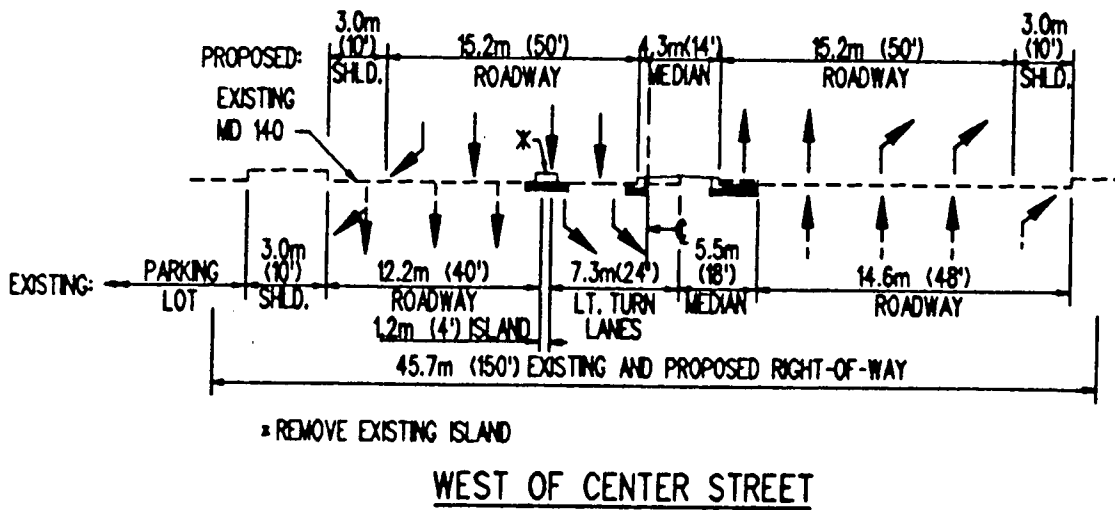 PROPOSED:
3.0m
(10')
SHLD.
15.2m (50')
ROADWAY
4.3m(14')
MEDIAN
15.2m (50')
ROADWAY
3.0m
(10')
SHLD.
EXISTING
MD 140
*
EXISTING:
PARKING
LOT
3.0m
(10')
SHLD.
12.2m (40')
ROADWAY
1.2m (4') ISLAND
7.3m(24')
LT. TURN
LANES
℄
5.5m
(18')
MEDIAN
14.6m (48')
ROADWAY
45.7m (150') EXISTING AND PROPOSED RIGHT-OF-WAY
* REMOVE EXISTING ISLAND
WEST OF CENTER STREET